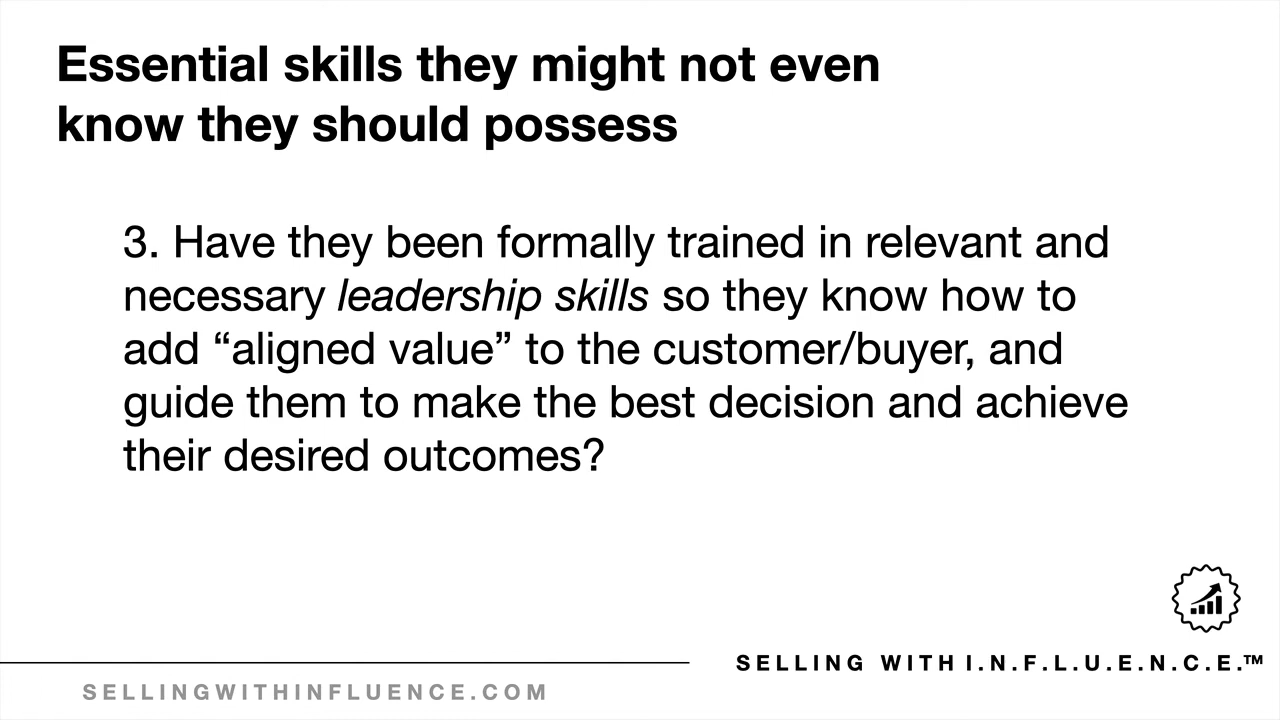 Essential skills they might not even
know they should possess
3. Have they been formally trained in relevant and
necessary leadership skills so they know how to
add “aligned value” to the customer/buyer, and
guide them to make the best decision and achieve
their desired outcomes?
SELLING WITH I.N.F.L.U.E.N.C.E.™
SELLINGWITHINFLUENCE.COM